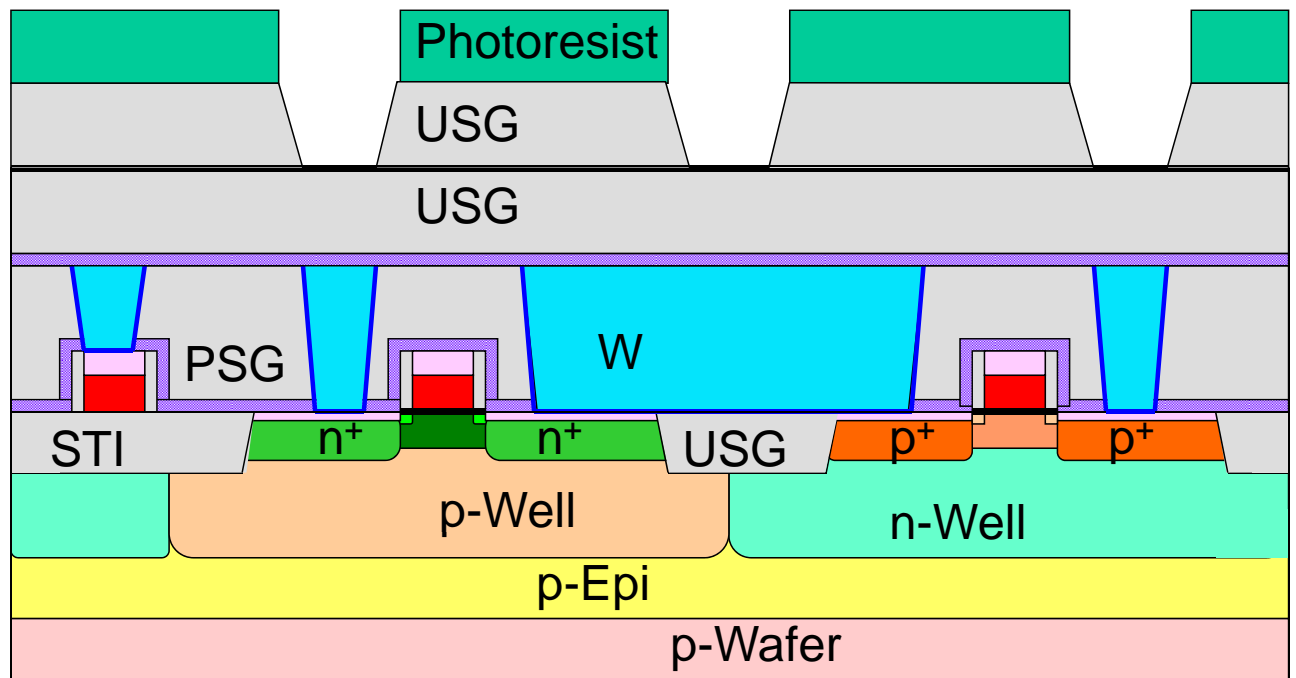 Photoresist
USG
USG
W
PSG
n⁺
n⁺
p⁺
p⁺
STI
USG
p-Well
n-Well
p-Epi
p-Wafer